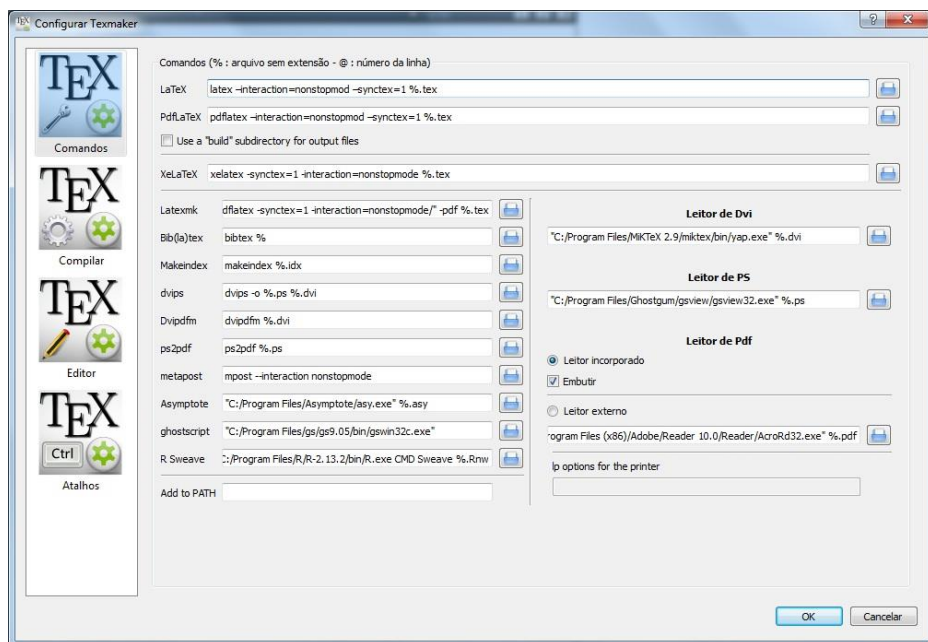 Configurar Texmaker
TEX
Comandos
TEX
Compilar
TEX
Editor
TEX
Ctrl
Atalhos
Comandos (% : arquivo sem extensão - @ : número da linha)
LaTeX latex –interaction=nonstopmod –synctex=1 %.tex
PdfLaTeX pdflatex –interaction=nonstopmod –synctex=1 %.tex
Use a "build" subdirectory for output files
XeLaTeX xelatex -synctex=1 -interaction=nonstopmode %.tex
Latexmk dflatex -synctex=1 -interaction=nonstopmode/" -pdf %.tex
Bib(la)tex bibtex %
Makeindex makeindex %.idx
dvips dvips -o %.ps %.dvi
Dvipdfm dvipdfm %.dvi
ps2pdf ps2pdf %.ps
metapost mpost --interaction nonstopmode
Asymptote "C:/Program Files/Asymptote/asy.exe" %.asy
ghostscript "C:/Program Files/gs/gs9.05/bin/gswin32c.exe"
R Sweave C:/Program Files/R/R-2.13.2/bin/R.exe CMD Sweave %.Rnw
Add to PATH
Leitor de Dvi
"C:/Program Files/MiKTeX 2.9/miktex/bin/yap.exe" %.dvi
Leitor de PS
"C:/Program Files/Ghostgum/gsview/gsview32.exe" %.ps
Leitor de Pdf
Leitor incorporado
Embutir
Leitor externo
rogram Files (x86)/Adobe/Reader 10.0/Reader/AcroRd32.exe" %.pdf
lp options for the printer
OK Cancelar